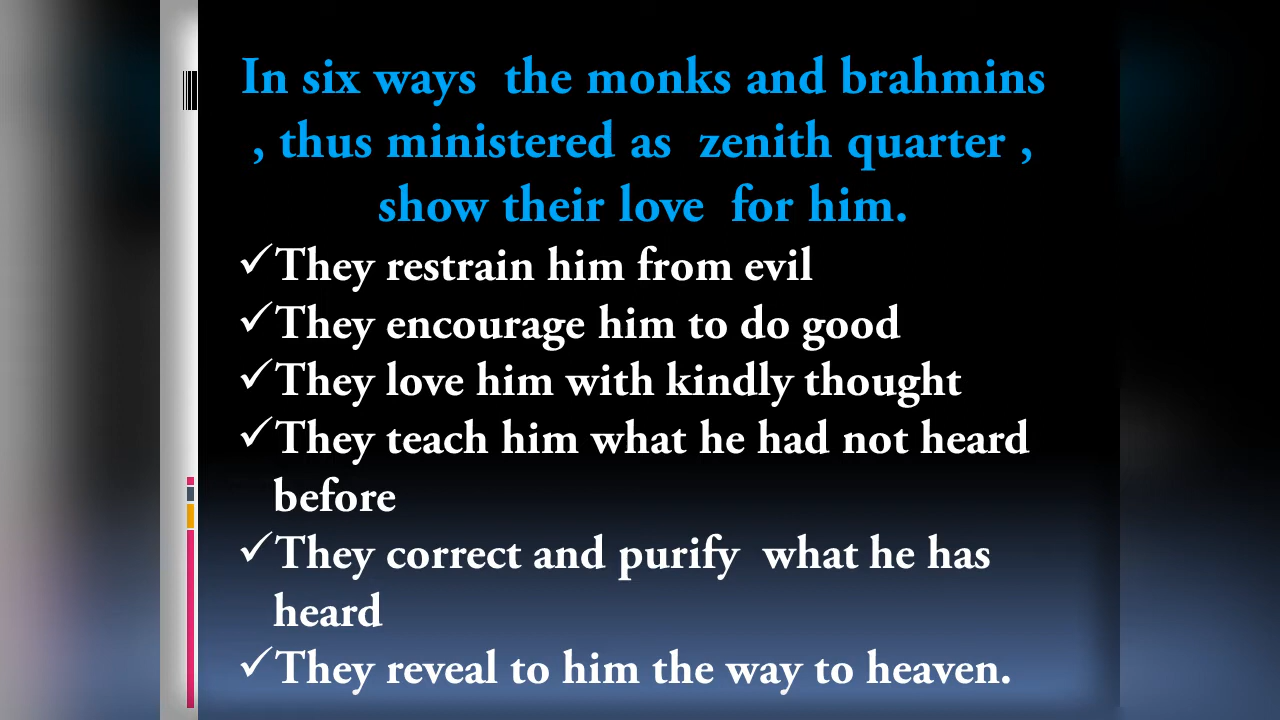 In six ways the monks and brahmins
, thus ministered as zenith quarter ,
show their love for him.
✓They restrain him from evil
✓They encourage him to do good
✓They love him with kindly thought
✓They teach him what he had not heard
before
✓They correct and purify what he has
heard
✓They reveal to him the way to heaven.